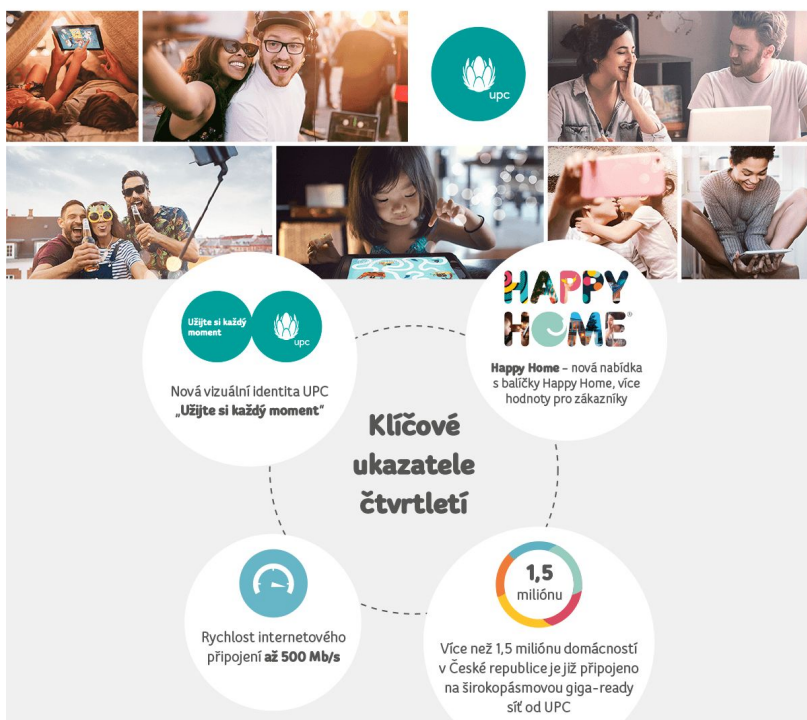 upc
Užijte si každý
moment
upc
Nová vizuální identita UPC
„Užijte si každý moment“
HAPPY
HOME®
Happy Home – nová nabídka
s balíčky Happy Home, více
hodnoty pro zákazníky
Klíčové
ukazatele
čtvrtletí
Rychlost internetového
připojení až 500 Mb/s
1,5
miliónu
Více než 1,5 miliónu domácností
v České republice je již připojeno
na širokopásmovou giga-ready
síť od UPC